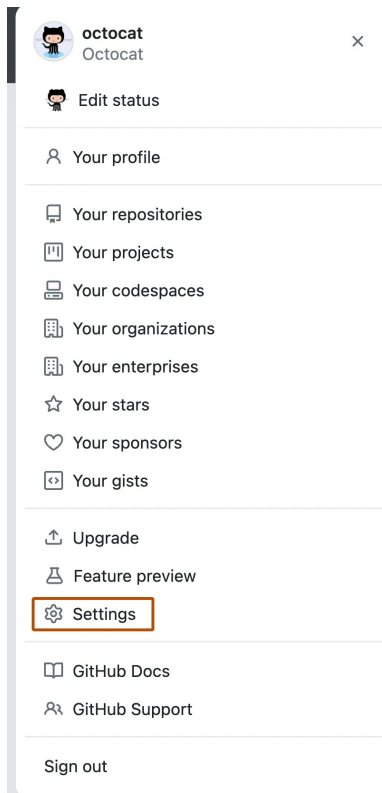 octocat
Octocat
Edit status
Your profile
Your repositories
Your projects
Your codespaces
Your organizations
Your enterprises
Your stars
Your sponsors
Your gists
Upgrade
Feature preview
Settings
GitHub Docs
GitHub Support
Sign out